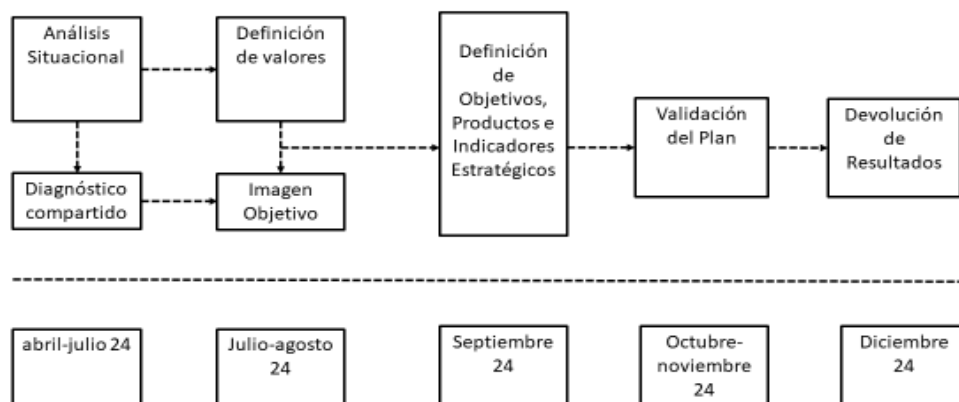 Análisis
Situacional
Definición
de valores
Definición
de
Objetivos,
Productos e
Indicadores
Estratégicos
Validación
del Plan
Devolución
de
Resultados
Diagnóstico
compartido
Imagen
Objetivo
abril-julio 24
Julio-agosto
24
Septiembre
24
Octubre-
noviembre
24
Diciembre
24